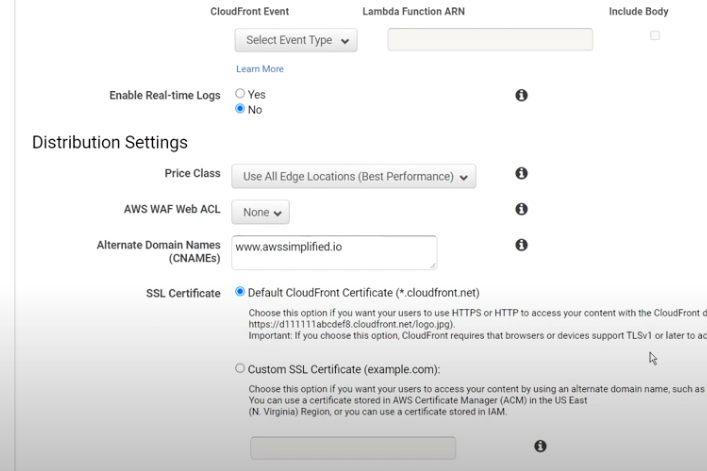 CloudFront Event Lambda Function ARN Include Body
Select Event Type
Learn More
Enable Real-time Logs Yes
No
Distribution Settings
Price Class Use All Edge Locations (Best Performance)
AWS WAF Web ACL None
Alternate Domain Names
(CNAMEs)
www.awssimplified.io
SSL Certificate Default CloudFront Certificate (*.cloudfront.net)
Choose this option if you want your users to use HTTPS or HTTP to access your content with the CloudFront d
https://d111111abcdef8.cloudfront.net/logo.jpg).
Important: If you choose this option, CloudFront requires that browsers or devices support TLSv1 or later to ac
Custom SSL Certificate (example.com):
Choose this option if you want your users to access your content by using an alternate domain name, such as
You can use a certificate stored in AWS Certificate Manager (ACM) in the US East
(N. Virginia) Region, or you can use a certificate stored in IAM.